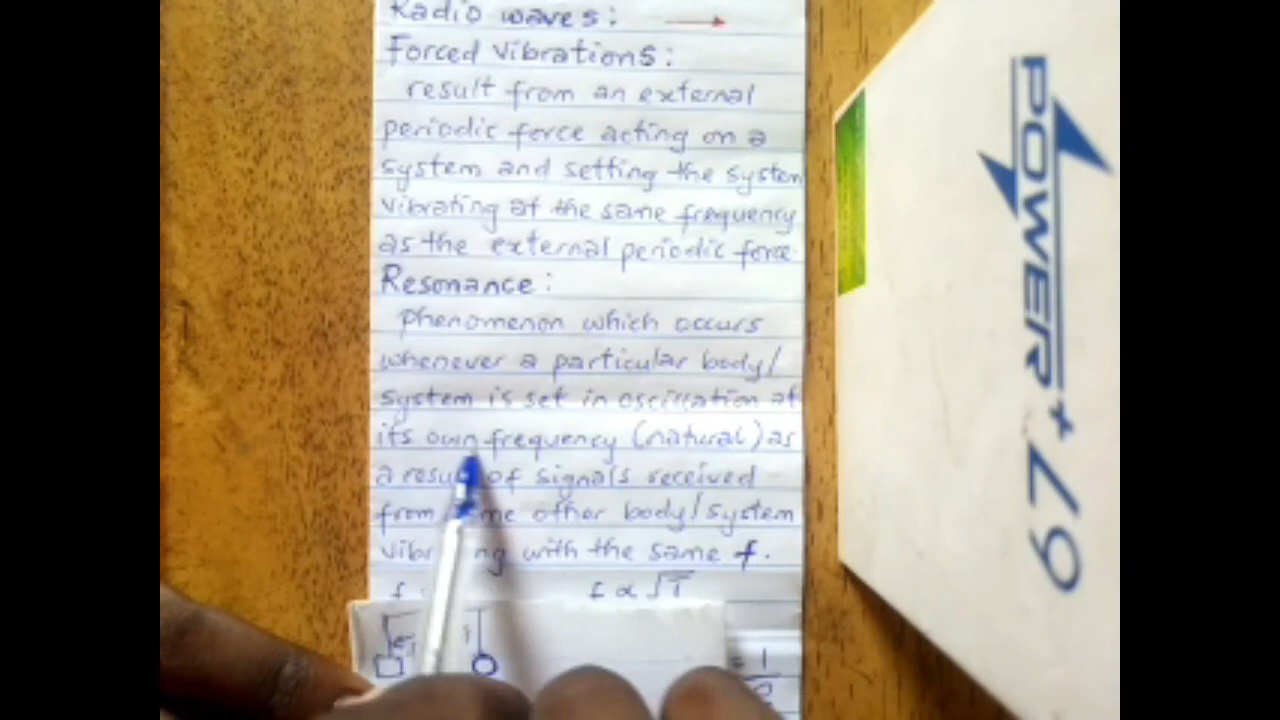 Radio waves:
Forced Vibrations:
result from an external
periodic force acting on a
system and setting the system
vibrating at the same frequency
as the external periodic force.
Resonance:
Phenomenon which occurs
whenever a particular body/
system is set in oscillation at
its own frequency (natural) as
a of signals received
from other body/system
with the same f.
f f ∝ √T
POWER+ L9